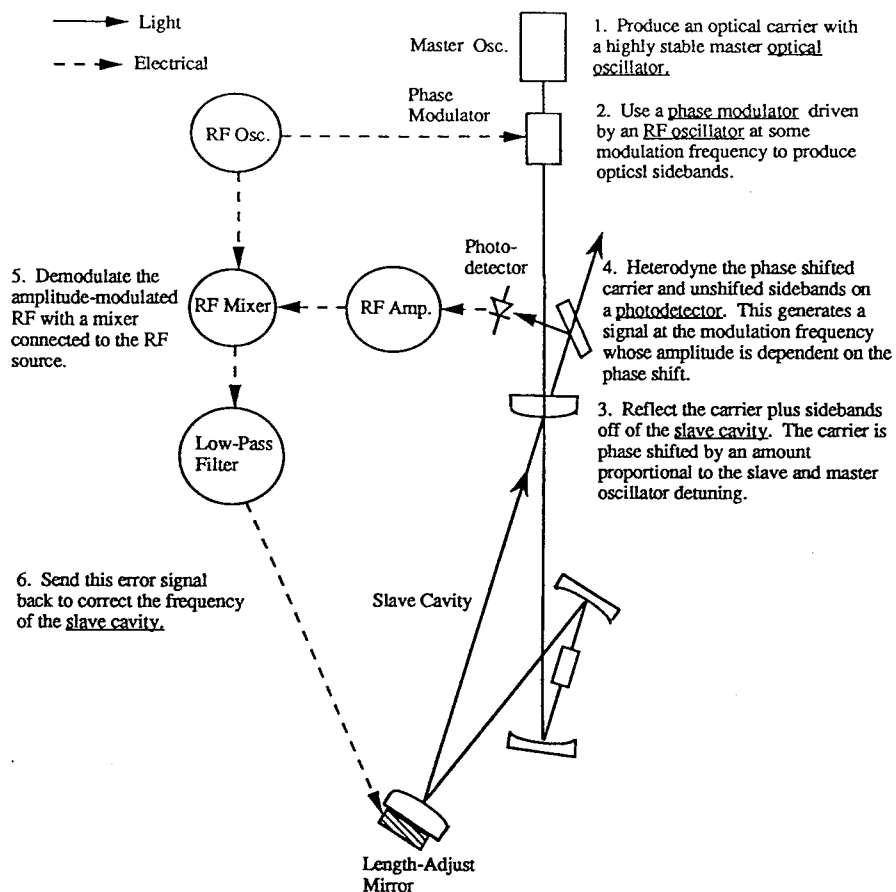 Light
Electrical
Master Osc.
1. Produce an optical carrier with
a highly stable master optical
oscillator.
Phase
Modulator
RF Osc.
2. Use a phase modulator driven
by an RF oscillator at some
modulation frequency to produce
opticsl sidebands.
Photo-
detector
5. Demodulate the
amplitude-modulated
RF with a mixer
connected to the RF
source.
RF Mixer
RF Amp.
4. Heterodyne the phase shifted
carrier and unshifted sidebands on
a photodetector. This generates a
signal at the modulation frequency
whose amplitude is dependent on the
phase shift.
3. Reflect the carrier plus sidebands
off of the slave cavity. The carrier is
phase shifted by an amount
proportional to the slave and master
oscillator detuning.
Low-Pass
Filter
6. Send this error signal
back to correct the frequency
of the slave cavity.
Slave Cavity
Length-Adjust
Mirror